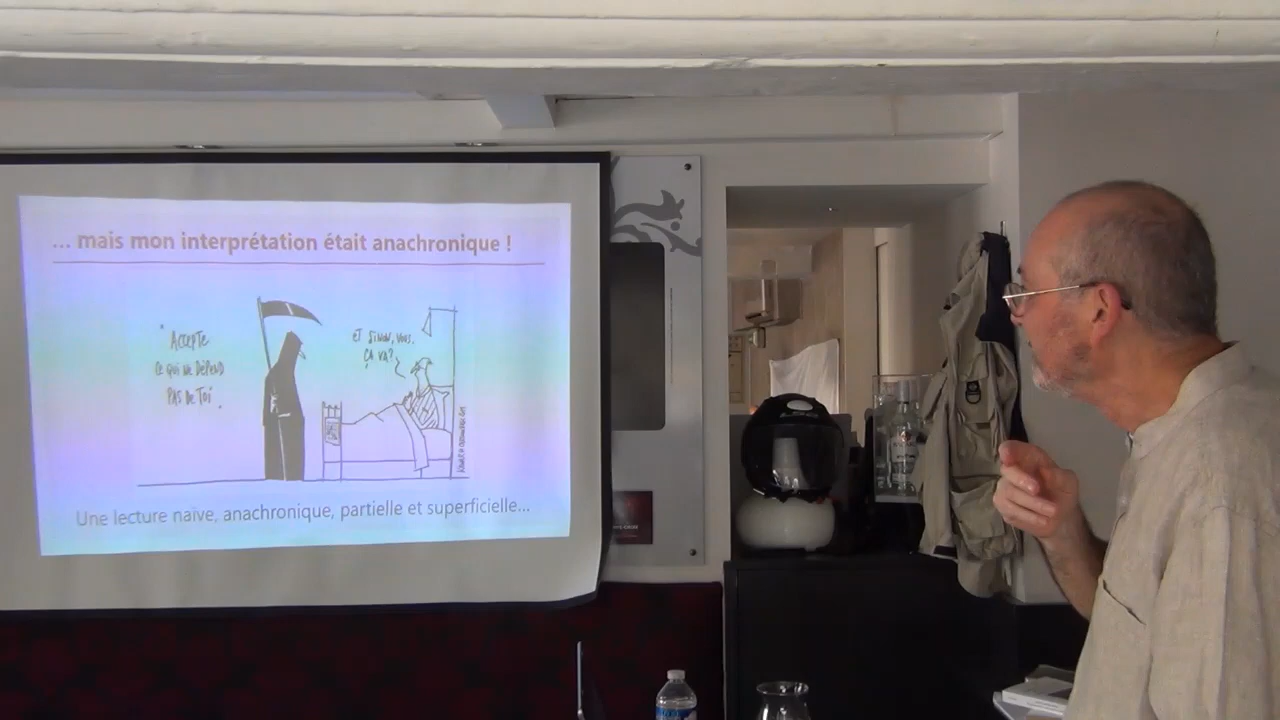 ... mais mon interprétation était anachronique !
"ACCEPTE
CE QUI NE DÉPEND
PAS DE TOI.
ET SINON, VOUS,
ÇA VA ?
Une lecture naïve, anachronique, partielle et superficielle...